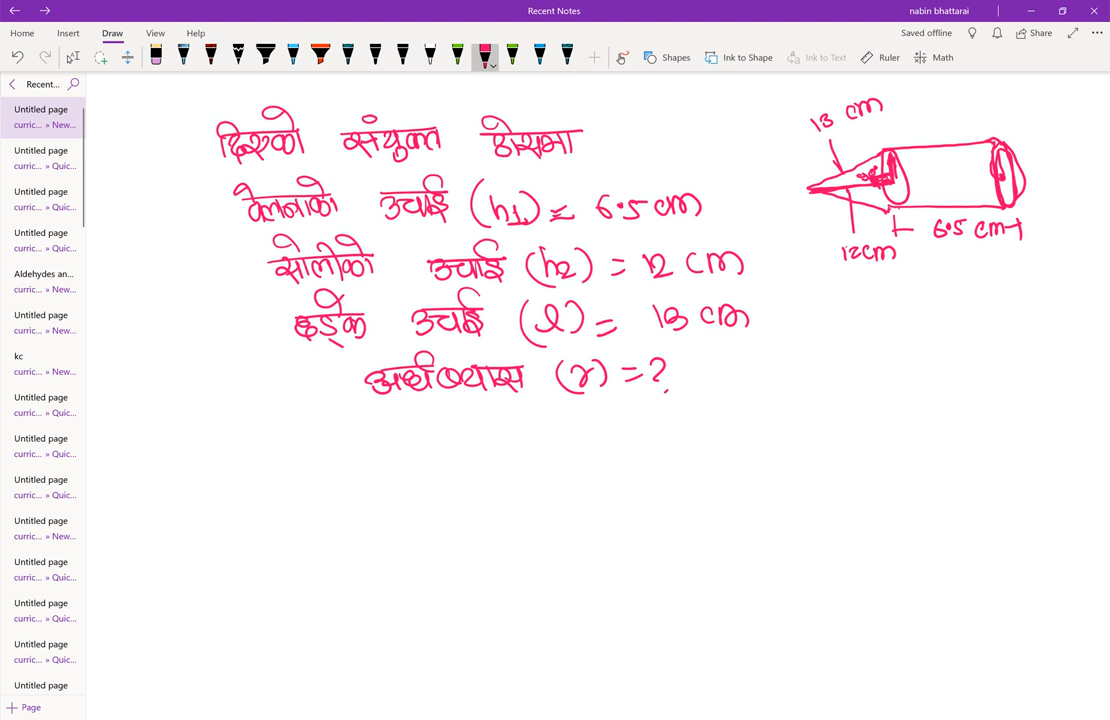 Recent Notes
nabin bhattarai
Home Insert Draw View Help
Saved offline
Share
Shapes
Ink to Shape
Ink to Text
Ruler
Math
Recent...
Untitled page
curric... » New...
Untitled page
curric... » Quic...
Untitled page
curric... » Quic...
Untitled page
curric... » Quic...
Aldehydes an...
curric... » New...
Untitled page
curric... » Quic...
kc
curric... » New...
Untitled page
curric... » Quic...
Untitled page
curric... » Quic...
Untitled page
curric... » Quic...
Untitled page
curric... » New...
Untitled page
curric... » Quic...
Untitled page
curric... » Quic...
Untitled page
curric... » Quic...
Untitled page
Page
दिएको संयुक्त ठोसमा
वेलनाको उचाई (h1) = 6.5 cm
सोलीको उचाई (h2) = 12 cm
छड्के उचाई (l) = 13 cm
अर्धव्यास (r) = ?
13 cm
12cm
6.5 cm